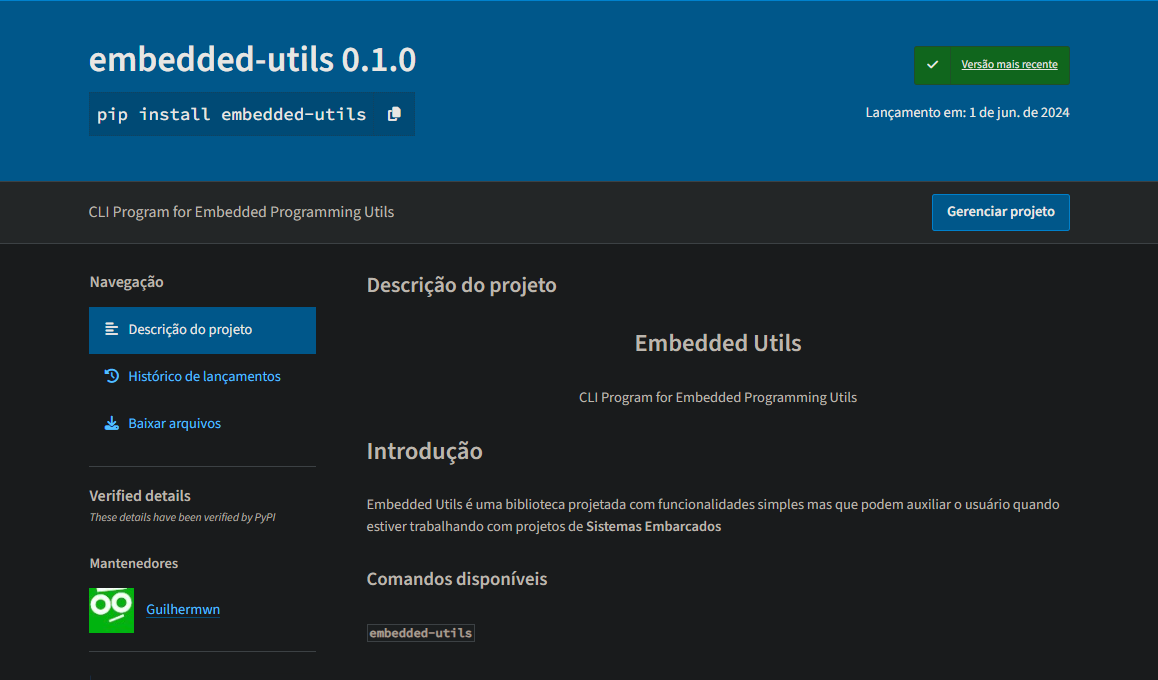 embedded-utils 0.1.0
pip install embedded-utils
Versão mais recente
Lançamento em: 1 de jun. de 2024
CLI Program for Embedded Programming Utils
Gerenciar projeto
Navegação
Descrição do projeto
Histórico de lançamentos
Baixar arquivos
Verified details
These details have been verified by PyPI
Mantenedores
Guilhermwn
Descrição do projeto
Embedded Utils
CLI Program for Embedded Programming Utils
Introdução
Embedded Utils é uma biblioteca projetada com funcionalidades simples mas que podem auxiliar o usuário quando
estiver trabalhando com projetos de Sistemas Embarcados
Comandos disponíveis
embedded-utils